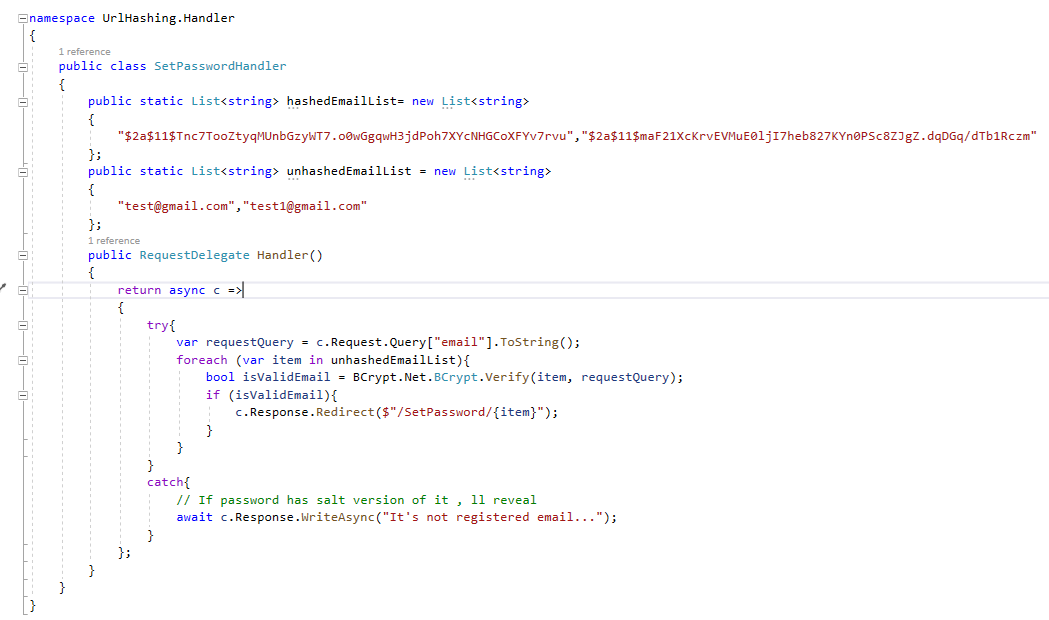 namespace UrlHashing.Handler
{
1 reference
public class SetPasswordHandler
{
public static List<string> hashedEmailList= new List<string>
{
"$2a$11$Tnc7TooZtyqMUnbGzyWT7.o0wGgqwH3jdPoh7XYcNHGCoXFYv7rvu","$2a$11$maF21XcKrvEVMuE0ljI7heb827KYn0PSc8ZJgZ.dqDGq/dTb1Rczm"
};
public static List<string> unhashedEmailList = new List<string>
{
"test@gmail.com","test1@gmail.com"
};
1 reference
public RequestDelegate Handler()
{
return async c =>
{
try{
var requestQuery = c.Request.Query["email"].ToString();
foreach (var item in unhashedEmailList){
bool isValidEmail = BCrypt.Net.BCrypt.Verify(item, requestQuery);
if (isValidEmail){
c.Response.Redirect($"/SetPassword/{item}");
}
}
}
catch{
// If password has salt version of it , ll reveal
await c.Response.WriteAsync("It's not registered email...");
}
};
}
}
}